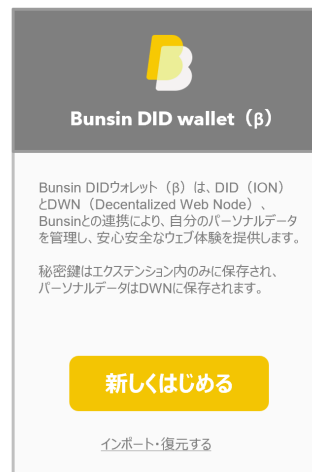 Bunsin DID wallet（β）
Bunsin DIDウォレット（β）は、DID（ION）
とDWN（Decentalized Web Node）、
Bunsinとの連携により、自分のパーソナルデータ
を管理し、安心安全なウェブ体験を提供します。
秘密鍵はエクステンション内のみに保存され、
パーソナルデータはDWNに保存されます。
新しくはじめる
インポート・復元する